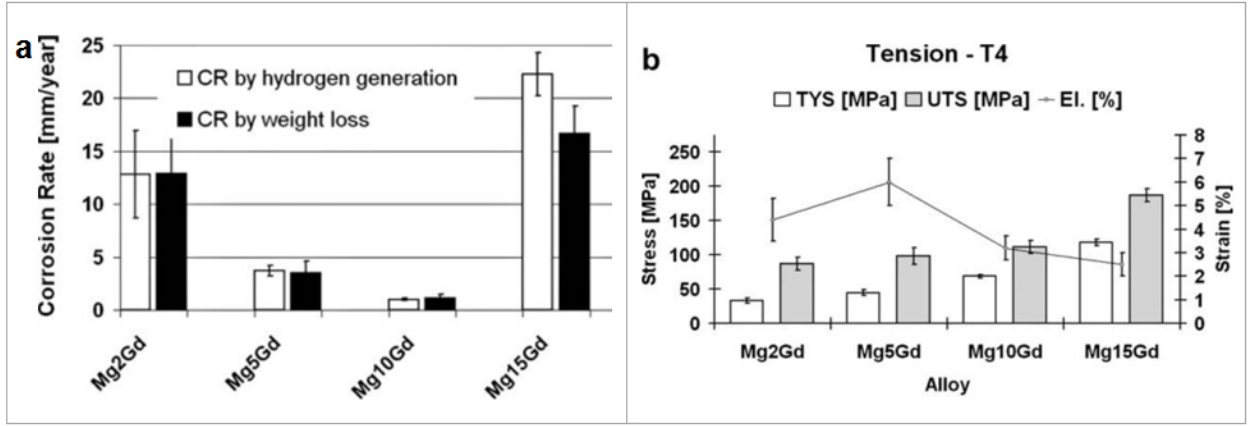 a
Corrosion Rate [mm/year]
25
20
15
10
5
0
CR by hydrogen generation
CR by weight loss
Mg2Gd
Mg5Gd
Mg10Gd
Mg15Gd
b
Tension - T4
TYS [MPa] UTS [MPa] El. [%]
Stress [MPa]
250
200
150
100
50
0
8
7
6
5
4
3
2
1
0
Strain [%]
Mg2Gd Mg5Gd Mg10Gd Mg15Gd
Alloy